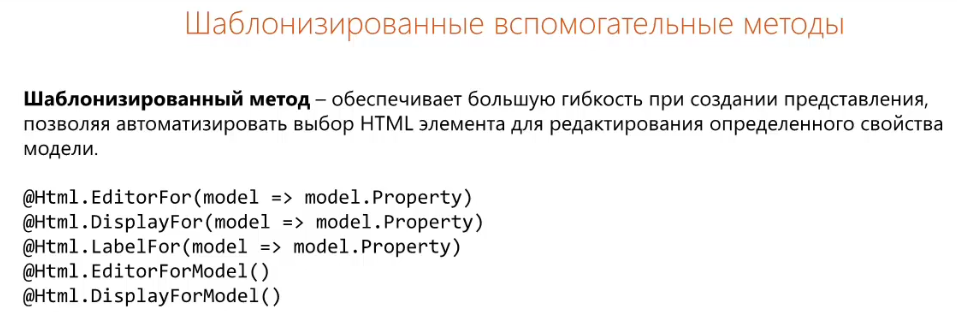 Шаблонизированные вспомогательные методы
Шаблонизированный метод – обеспечивает большую гибкость при создании представления,
позволяя автоматизировать выбор HTML элемента для редактирования определенного свойства
модели.
@Html.EditorFor(model => model.Property)
@Html.DisplayFor(model => model.Property)
@Html.LabelFor(model => model.Property)
@Html.EditorForModel()
@Html.DisplayForModel()